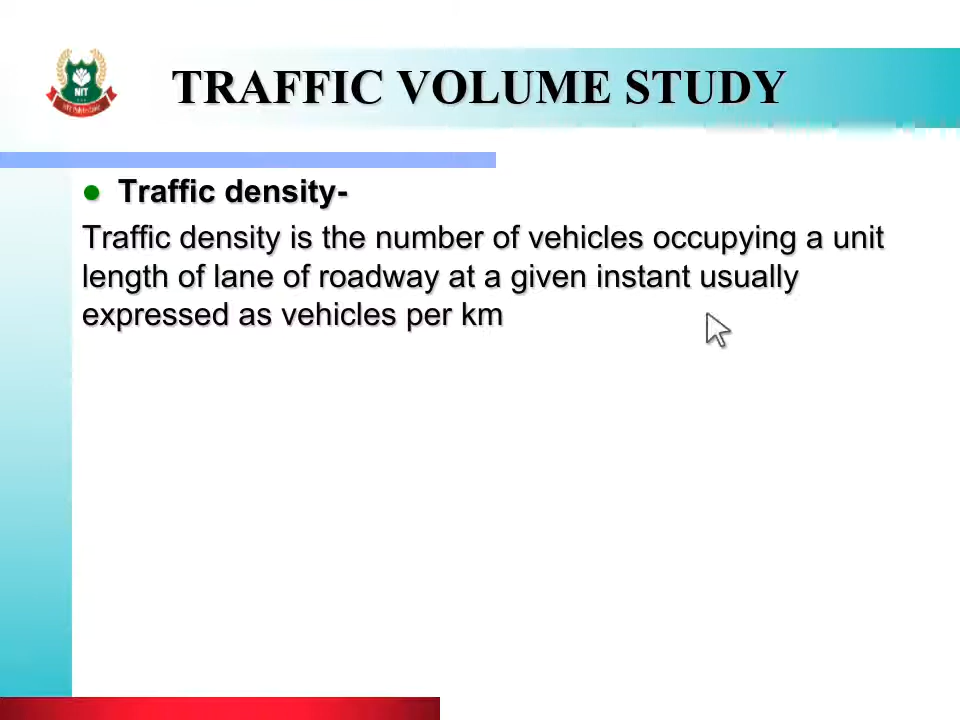 TRAFFIC VOLUME STUDY
NIT
Traffic density-
Traffic density is the number of vehicles occupying a unit
length of lane of roadway at a given instant usually
expressed as vehicles per km